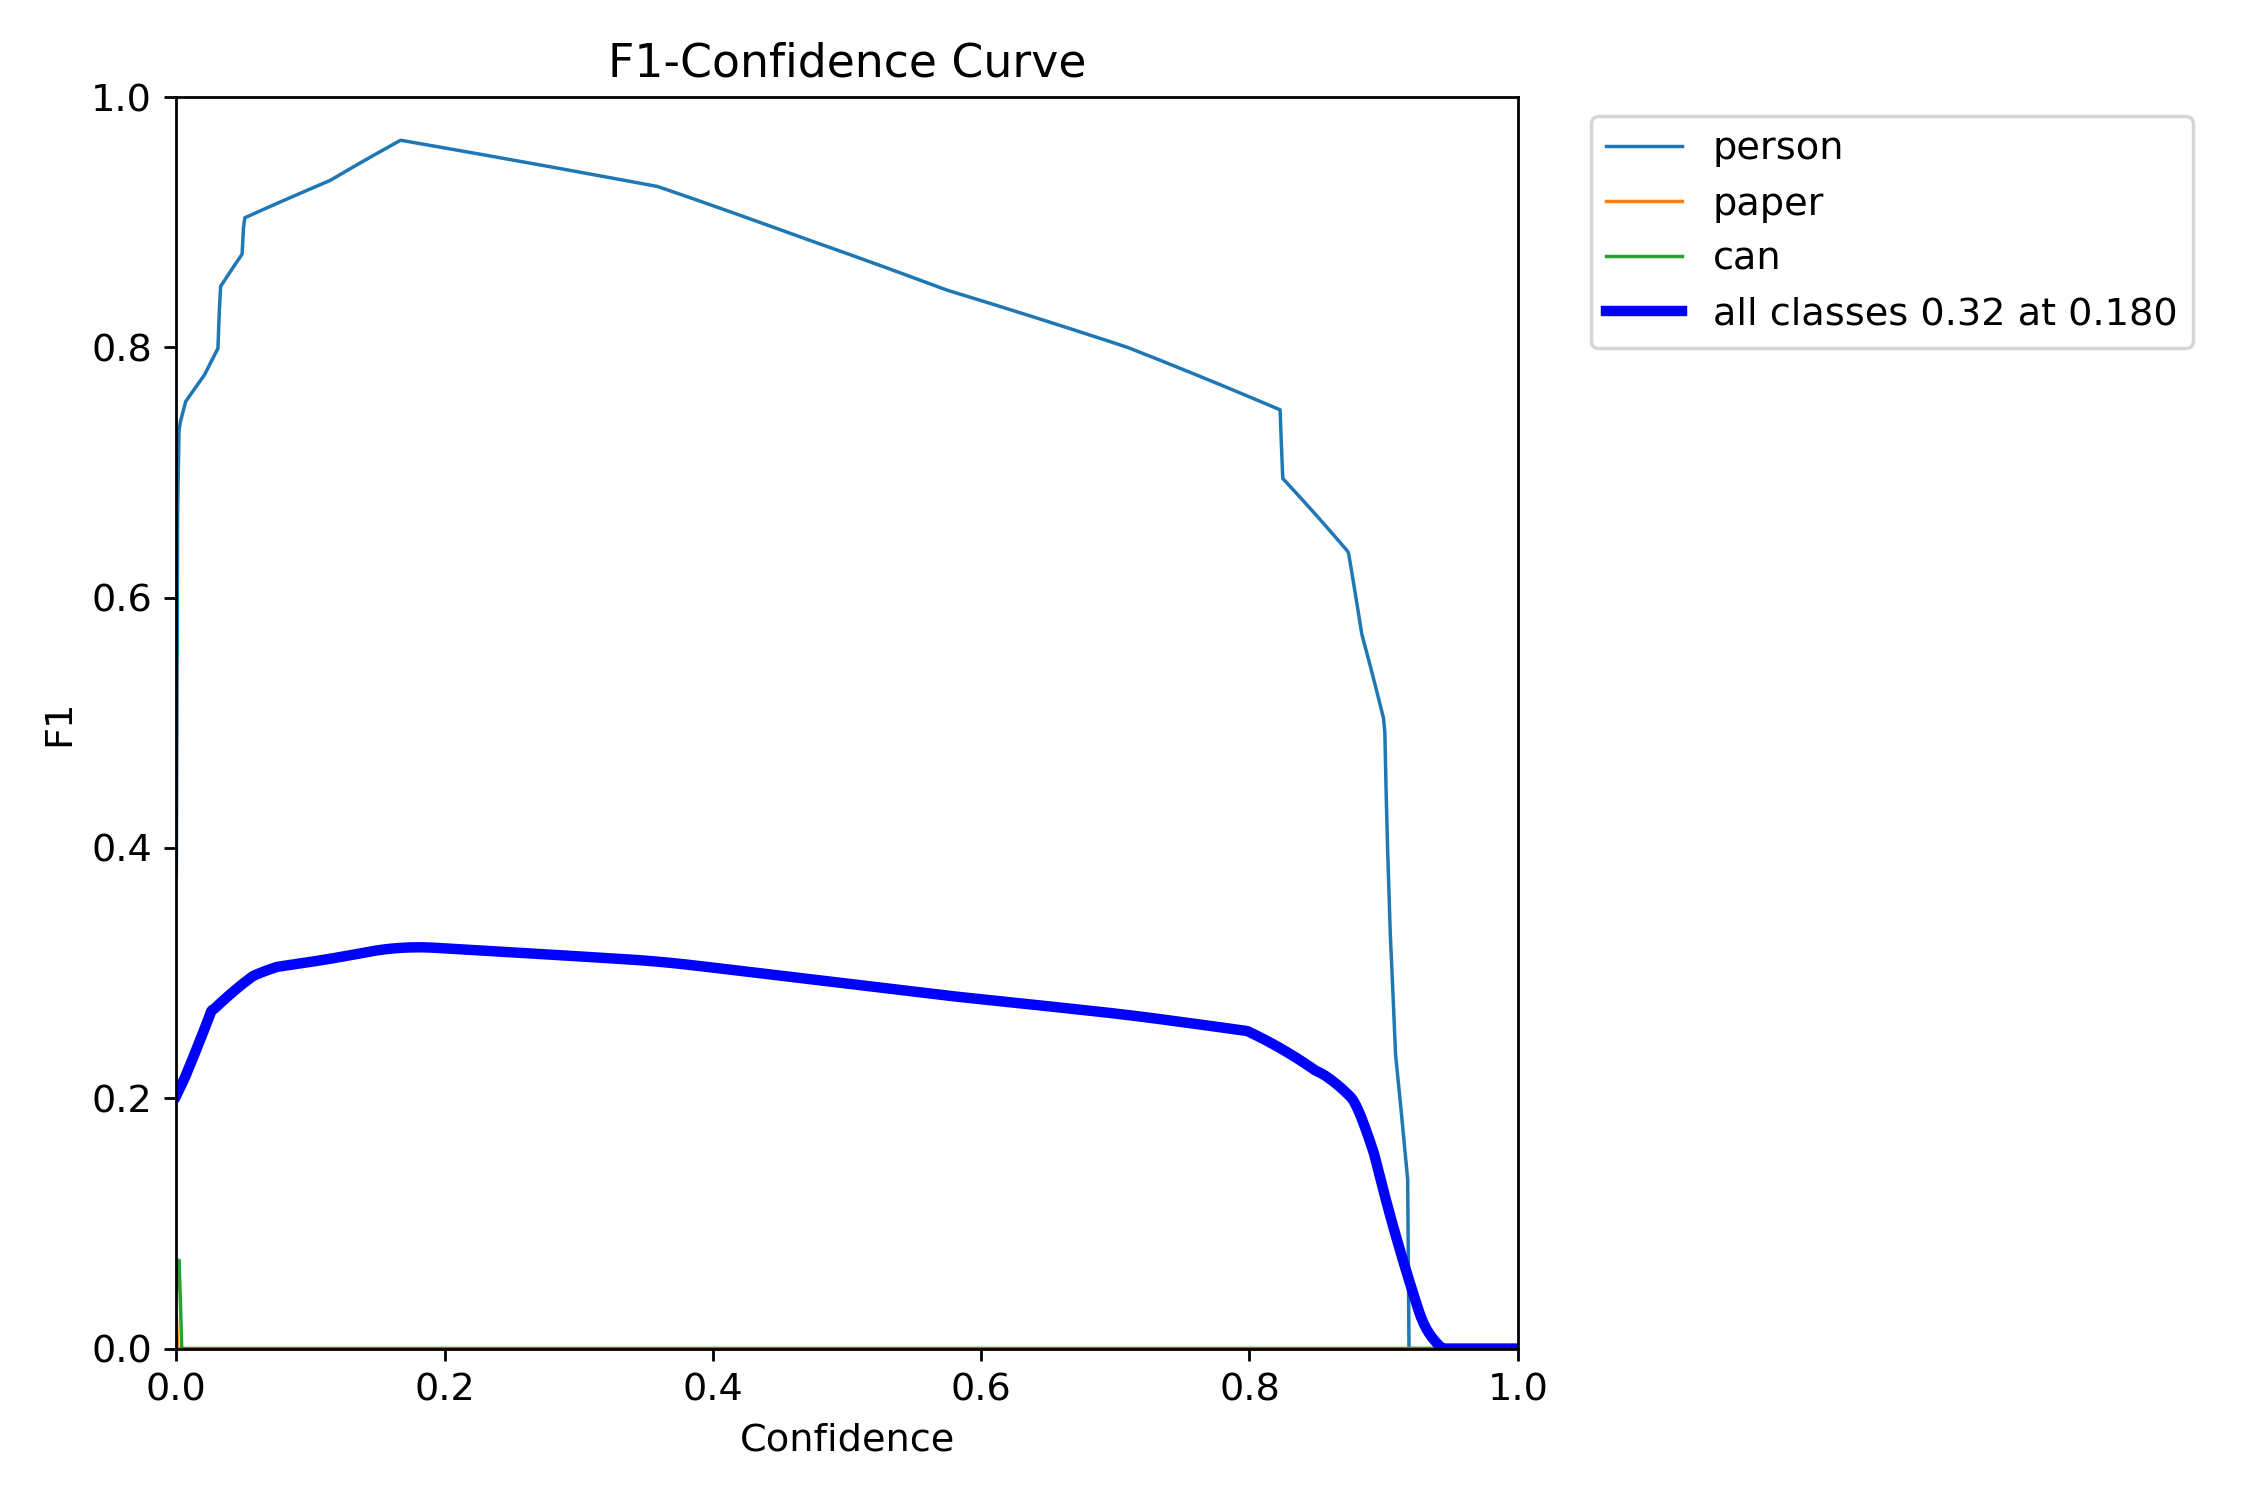 F1-Confidence Curve
1.0
0.8
0.6
0.4
0.2
0.0
F1
0.0 0.2 0.4 0.6 0.8 1.0
Confidence
person
paper
can
all classes 0.32 at 0.180